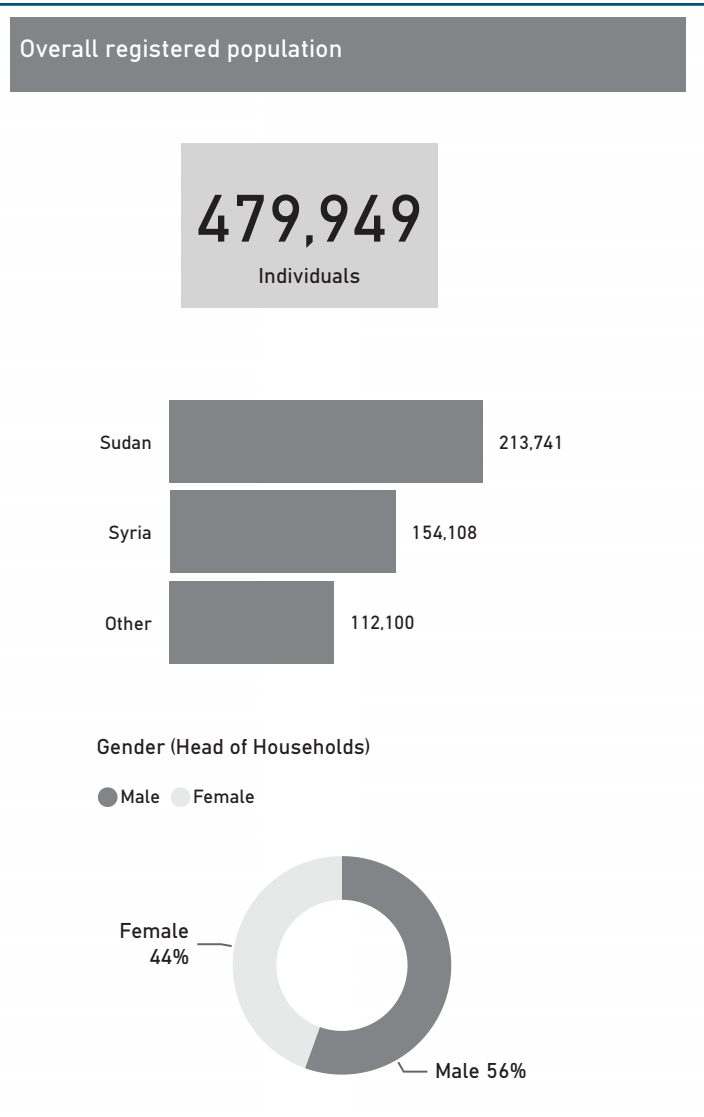 Overall registered population
479,949
Individuals
Sudan 213,741
Syria 154,108
Other 112,100
Gender (Head of Households)
Male Female
Female
44%
Male 56%